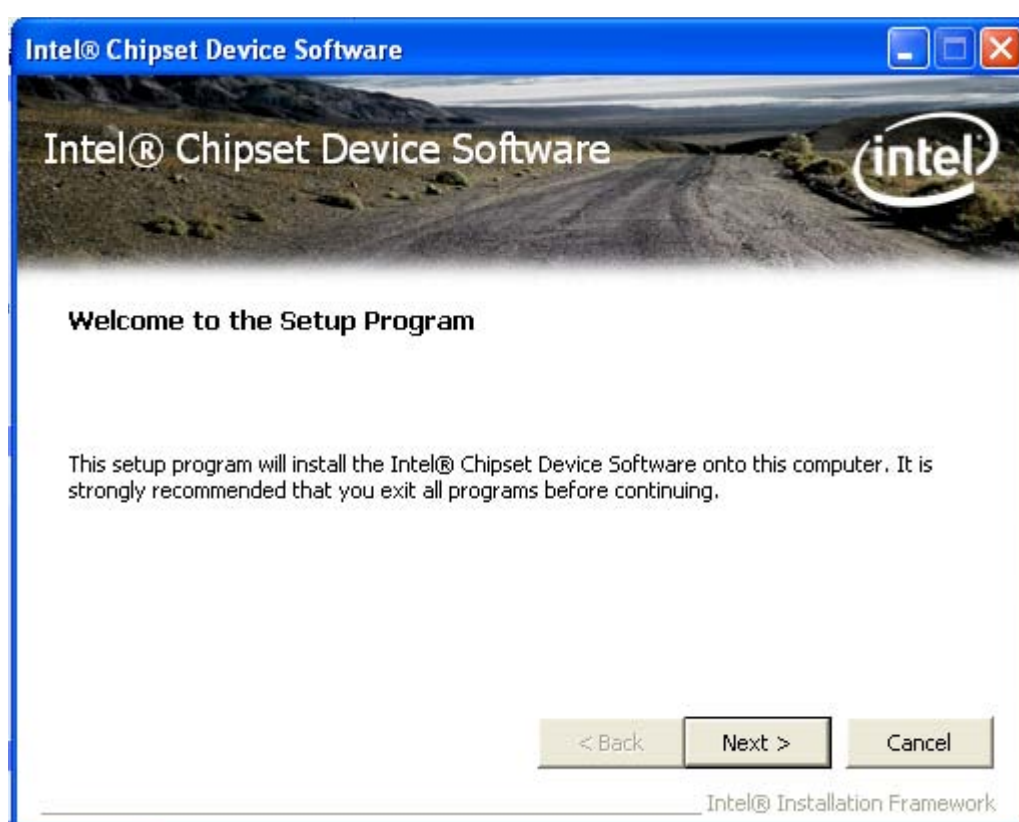 Intel® Chipset Device Software
Intel® Chipset Device Software
intel
Welcome to the Setup Program
This setup program will install the Intel® Chipset Device Software onto this computer. It is
strongly recommended that you exit all programs before continuing.
< Back
Next >
Cancel
Intel® Installation Framework